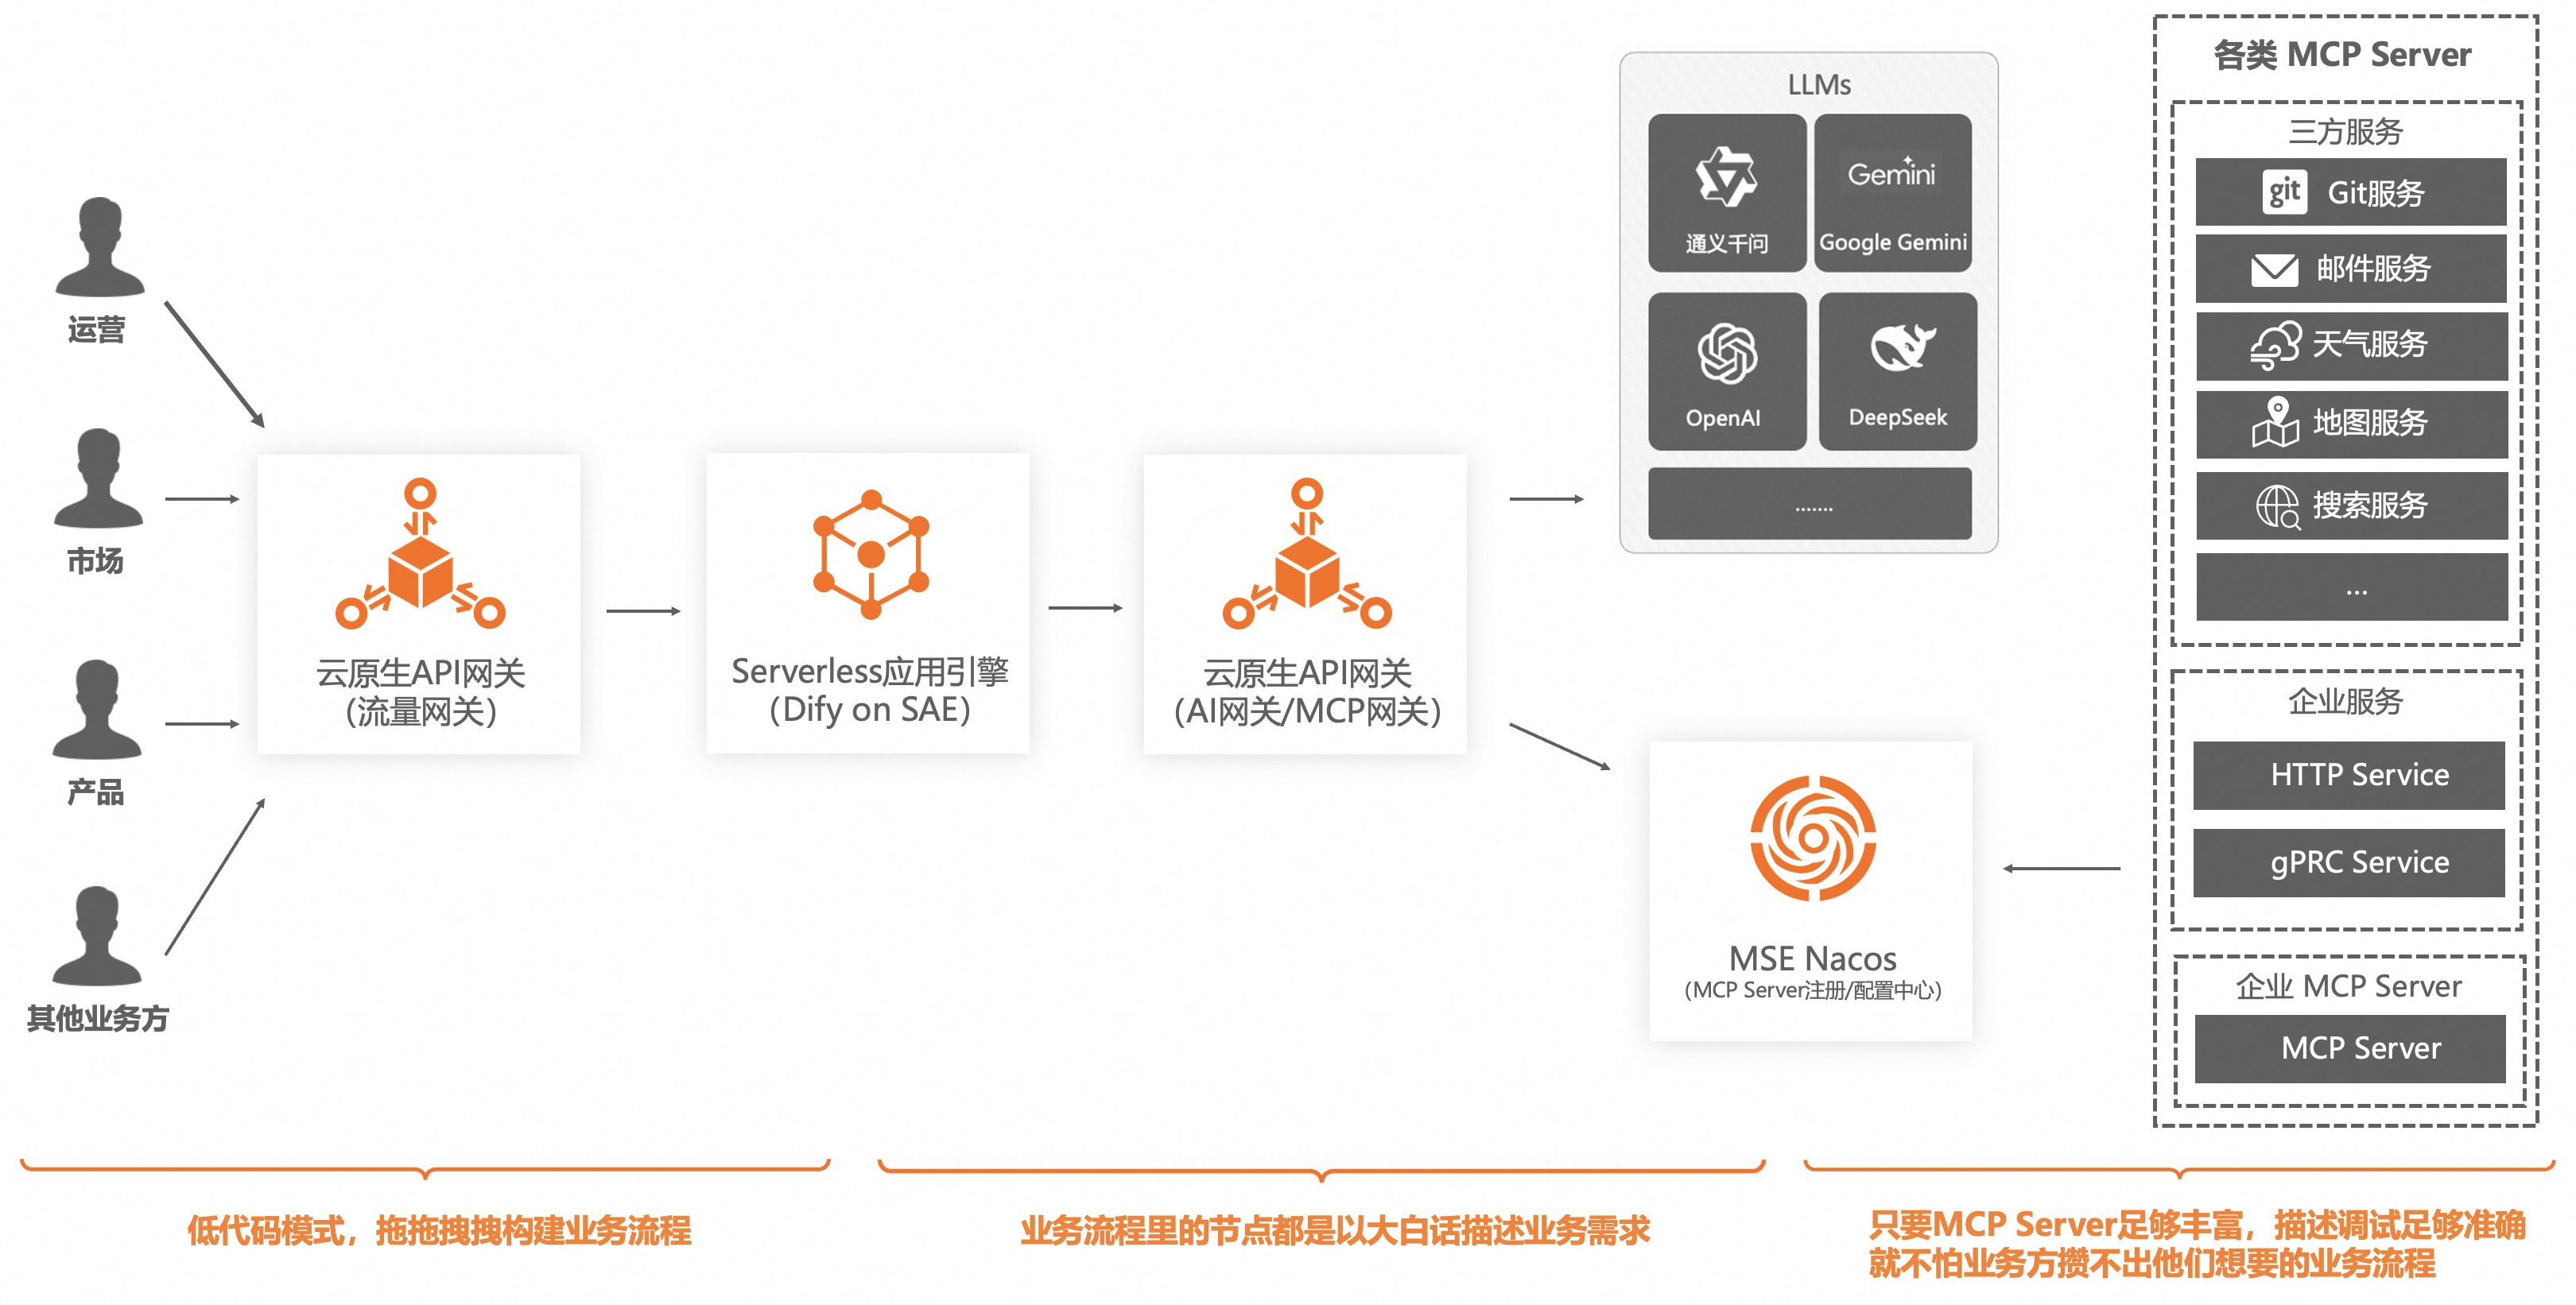 运营
市场
产品
其他业务方
云原生API网关
(流量网关)
Serverless应用引擎
(Dify on SAE)
云原生API网关
(AI网关/MCP网关)
LLMs
通义千问
Gemini
Google Gemini
OpenAI
DeepSeek
.......
MSE Nacos
(MCP Server注册/配置中心)
各类 MCP Server
三方服务
git Git服务
邮件服务
天气服务
地图服务
搜索服务
...
企业服务
HTTP Service
gPRC Service
企业 MCP Server
MCP Server
低代码模式，拖拖拽拽构建业务流程
业务流程里的节点都是以大白话描述业务需求
只要MCP Server足够丰富，描述调试足够准确
就不怕业务方攒不出他们想要的业务流程